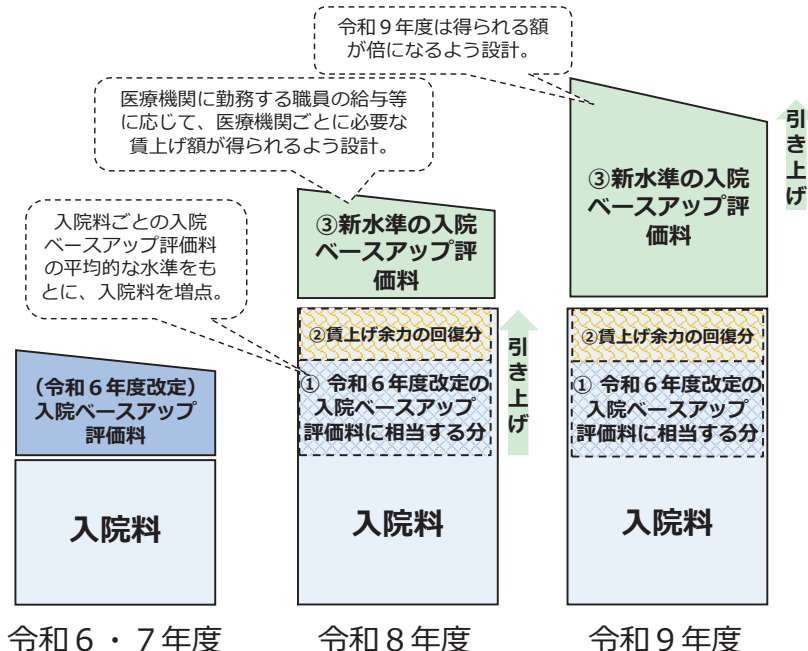 令和９年度は得られる額
が倍になるよう設計。
医療機関に勤務する職員の給与等
に応じて、医療機関ごとに必要な
賃上げ額が得られるよう設計。
入院料ごとの入院
ベースアップ評価料
の平均的な水準をも
とに、入院料を増点。
（令和６年度改定）
入院ベースアップ
評価料
入院料
令和６・７年度
③新水準の入院
ベースアップ評
価料
②賃上げ余力の回復分
① 令和６年度改定の
入院ベースアップ
評価料に相当する分
入院料
引き上げ
令和８年度
③新水準の入院
ベースアップ評
価料
引き上げ
②賃上げ余力の回復分
① 令和６年度改定の
入院ベースアップ
評価料に相当する分
入院料
令和９年度